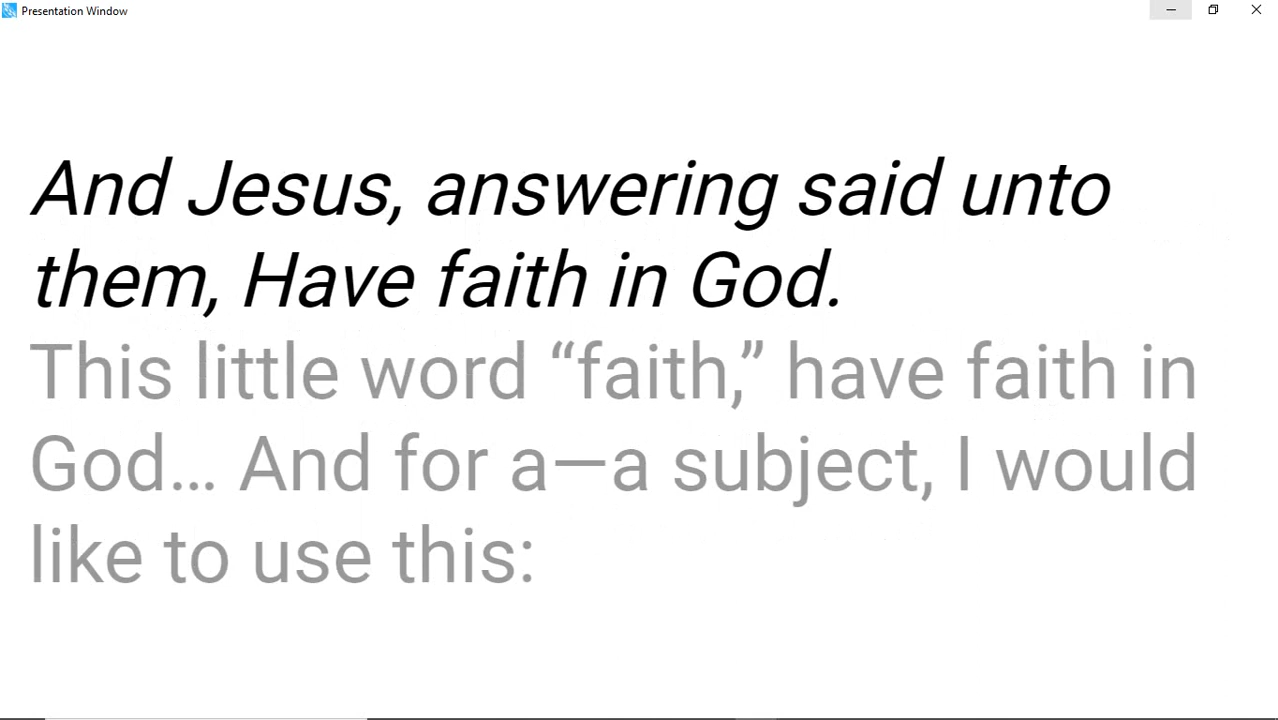 Presentation Window
And Jesus, answering said unto
them, Have faith in God.
This little word “faith,” have faith in
God... And for a—a subject, I would
like to use this: